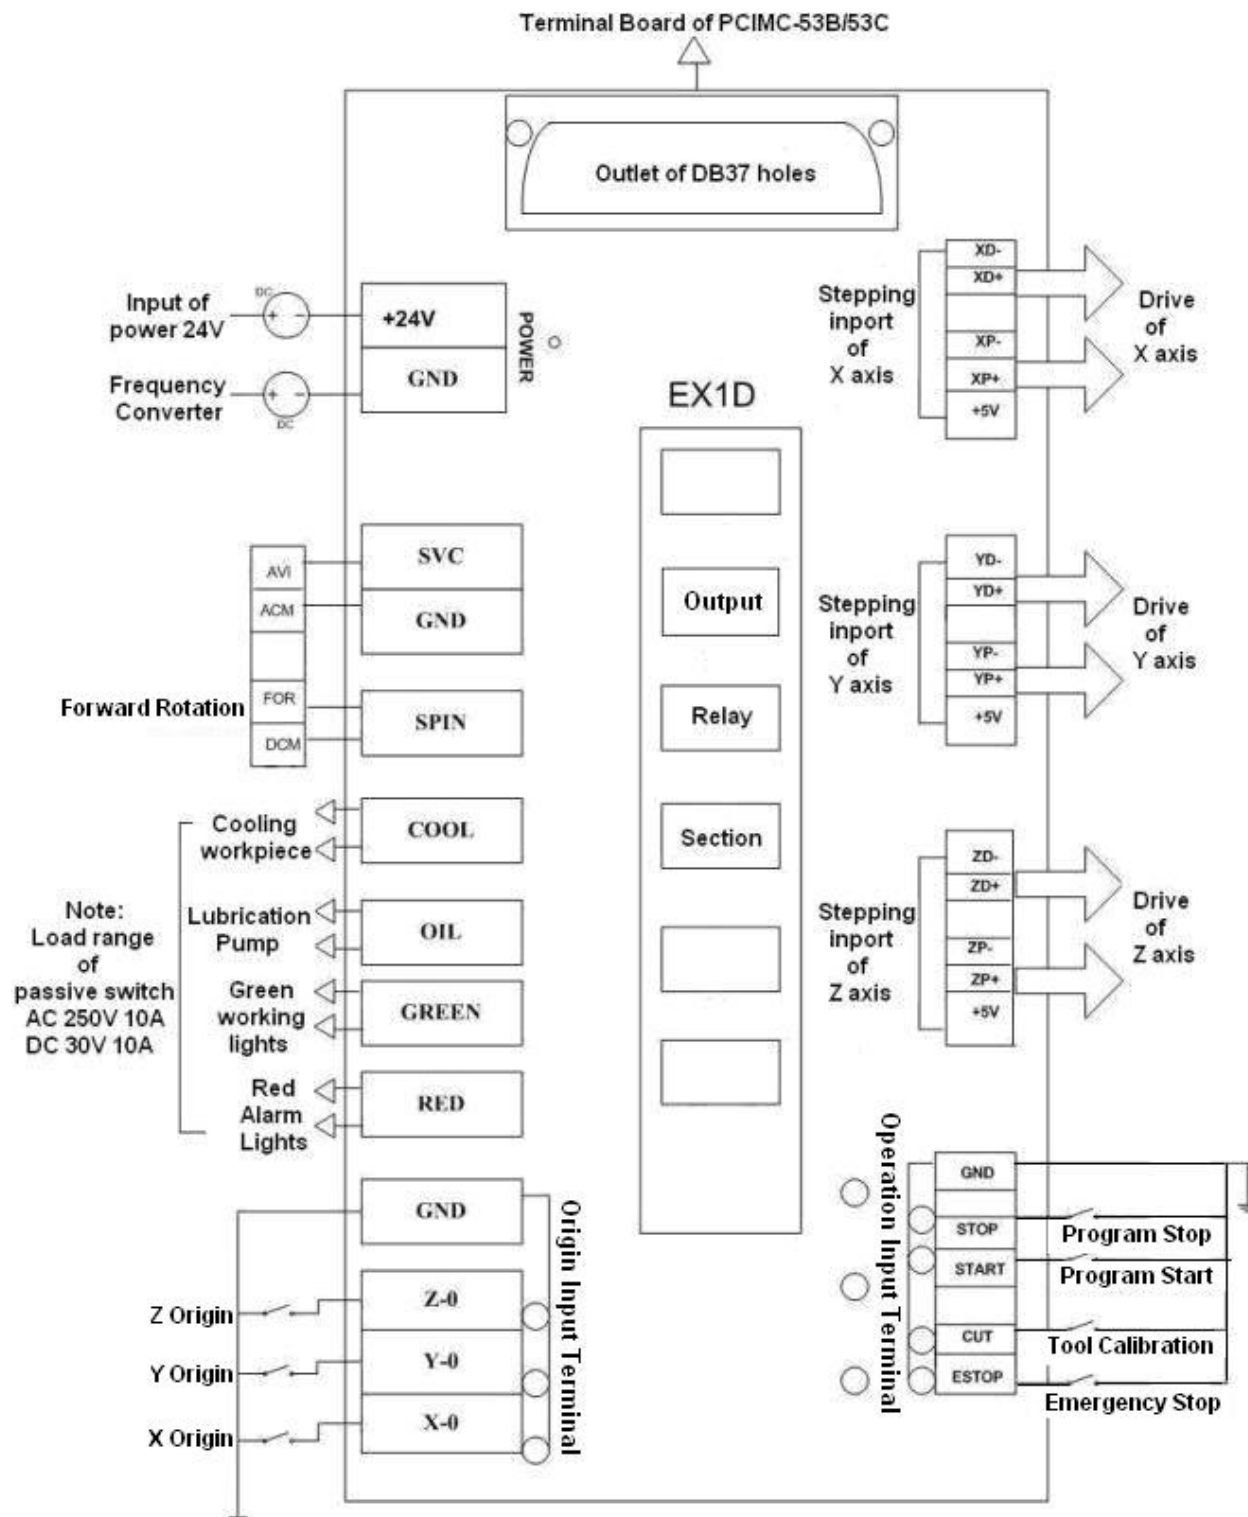 Terminal Board of PCIMC-53B/53C
Outlet of DB37 holes
Input of
power 24V
DC
+ −
+24V
GND
POWER
Frequency
Converter
+ −
DC
AVI
ACM
FOR
DCM
SVC
GND
Forward Rotation
SPIN
Cooling
workpiece
COOL
Lubrication
Pump
OIL
Green
working
lights
GREEN
Red
Alarm
Lights
RED
Note:
Load range
of
passive switch
AC 250V 10A
DC 30V 10A
GND
Z Origin
Z-0
Y Origin
Y-0
X Origin
X-0
Origin Input Terminal
EX1D
Output
Relay
Section
Stepping
inport
of
X axis
XD-
XD+
XP-
XP+
+5V
Drive
of
X axis
Stepping
inport
of
Y axis
YD-
YD+
YP-
YP+
+5V
Drive
of
Y axis
Stepping
inport
of
Z axis
ZD-
ZD+
ZP-
ZP+
+5V
Drive
of
Z axis
Operation Input Terminal
GND
STOP
Program Stop
START
Program Start
CUT
Tool Calibration
ESTOP
Emergency Stop